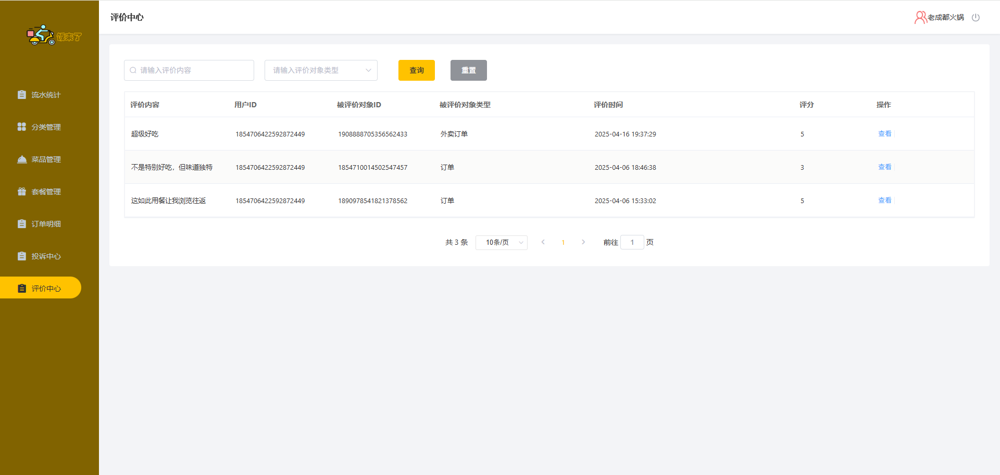 饭来了
评价中心
老成都火锅
流水统计
分类管理
菜品管理
套餐管理
订单明细
投诉中心
评价中心
请输入评价内容
请输入评价对象类型
查询
重置
评价内容 用户ID 被评价对象ID 被评价对象类型 评价时间 评分 操作
超级好吃 1854706422592872449 1908888705356562433 外卖订单 2025-04-16 19:37:29 5 查看
不是特别好吃，但味道独特 1854706422592872449 1854710014502547457 订单 2025-04-06 18:46:38 3 查看
这如此用餐让我浏览往返 1854706422592872449 1890978541821378562 订单 2025-04-06 15:33:02 5 查看
共 3 条 10条/页 1 前往 1 页